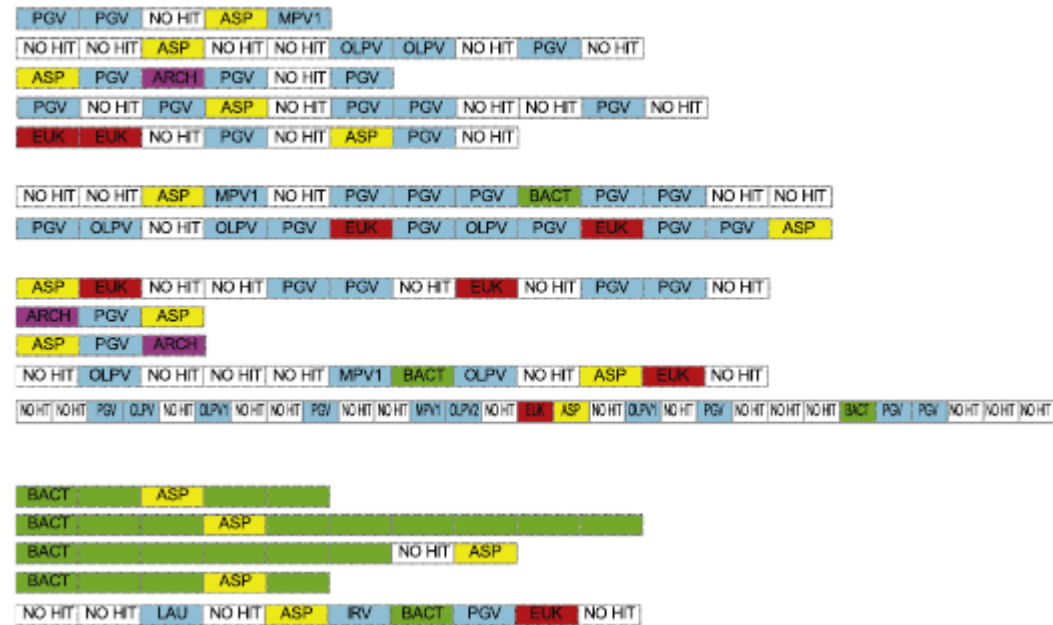 PGV PGV NO HIT ASP MPV1
NO HIT NO HIT ASP NO HIT NO HIT OLPV OLPV NO HIT PGV NO HIT
ASP PGV ARCH PGV NO HIT PGV
PGV NO HIT PGV ASP NO HIT PGV PGV NO HIT NO HIT PGV NO HIT
EUK EUK NO HIT PGV NO HIT ASP PGV NO HIT
NO HIT NO HIT ASP MPV1 NO HIT PGV PGV PGV BACT PGV PGV NO HIT NO HIT
PGV OLPV NO HIT OLPV PGV EUK PGV OLPV PGV EUK PGV PGV ASP
ASP EUK NO HIT NO HIT PGV PGV NO HIT EUK NO HIT PGV PGV NO HIT
ARCH PGV ASP
ASP PGV ARCH
NO HIT OLPV NO HIT NO HIT NO HIT MPV1 BACT OLPV NO HIT ASP EUK NO HIT
NO HIT NO HIT PGV OLPV NO HIT OLPV1 NO HIT NO HIT PGV NO HIT NO HIT MPV1 OLPV2 NO HIT EUK ASP NO HIT OLPV1 NO HIT PGV NO HIT NO HIT NO HIT BACT PGV PGV NO HIT NO HIT NO HIT
BACT ASP
BACT ASP
BACT NO HIT ASP
BACT ASP
NO HIT NO HIT LAU NO HIT ASP IRV BACT PGV EUK NO HIT